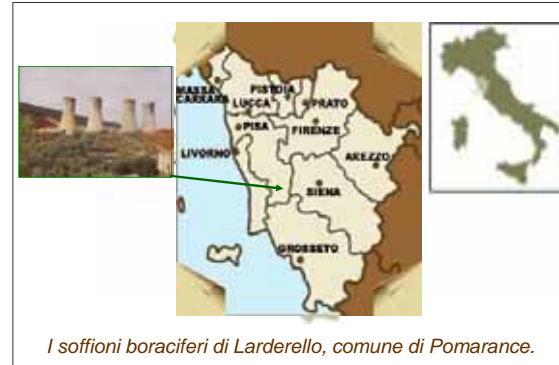 MASSA
CARRARA
PISTOIA
LUCCA
PRATO
PISA
FIRENZE
LIVORNO
AREZZO
SIENA
GROSSETO
I soffioni boraciferi di Larderello, comune di Pomarance.